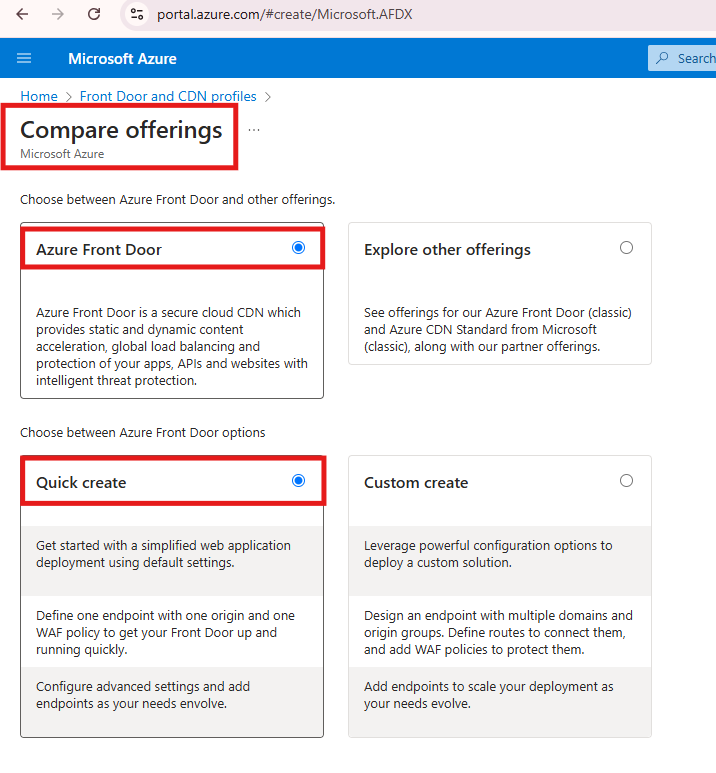 portal.azure.com/#create/Microsoft.AFDX
Microsoft Azure
Search
Home > Front Door and CDN profiles >
Compare offerings ...
Microsoft Azure
Choose between Azure Front Door and other offerings.
Azure Front Door
Azure Front Door is a secure cloud CDN which
provides static and dynamic content
acceleration, global load balancing and
protection of your apps, APIs and websites with
intelligent threat protection.
Explore other offerings
See offerings for our Azure Front Door (classic)
and Azure CDN Standard from Microsoft
(classic), along with our partner offerings.
Choose between Azure Front Door options
Quick create
Get started with a simplified web application
deployment using default settings.
Define one endpoint with one origin and one
WAF policy to get your Front Door up and
running quickly.
Configure advanced settings and add
endpoints as your needs envolve.
Custom create
Leverage powerful configuration options to
deploy a custom solution.
Design an endpoint with multiple domains and
origin groups. Define routes to connect them,
and add WAF policies to protect them.
Add endpoints to scale your deployment as
your needs evolve.